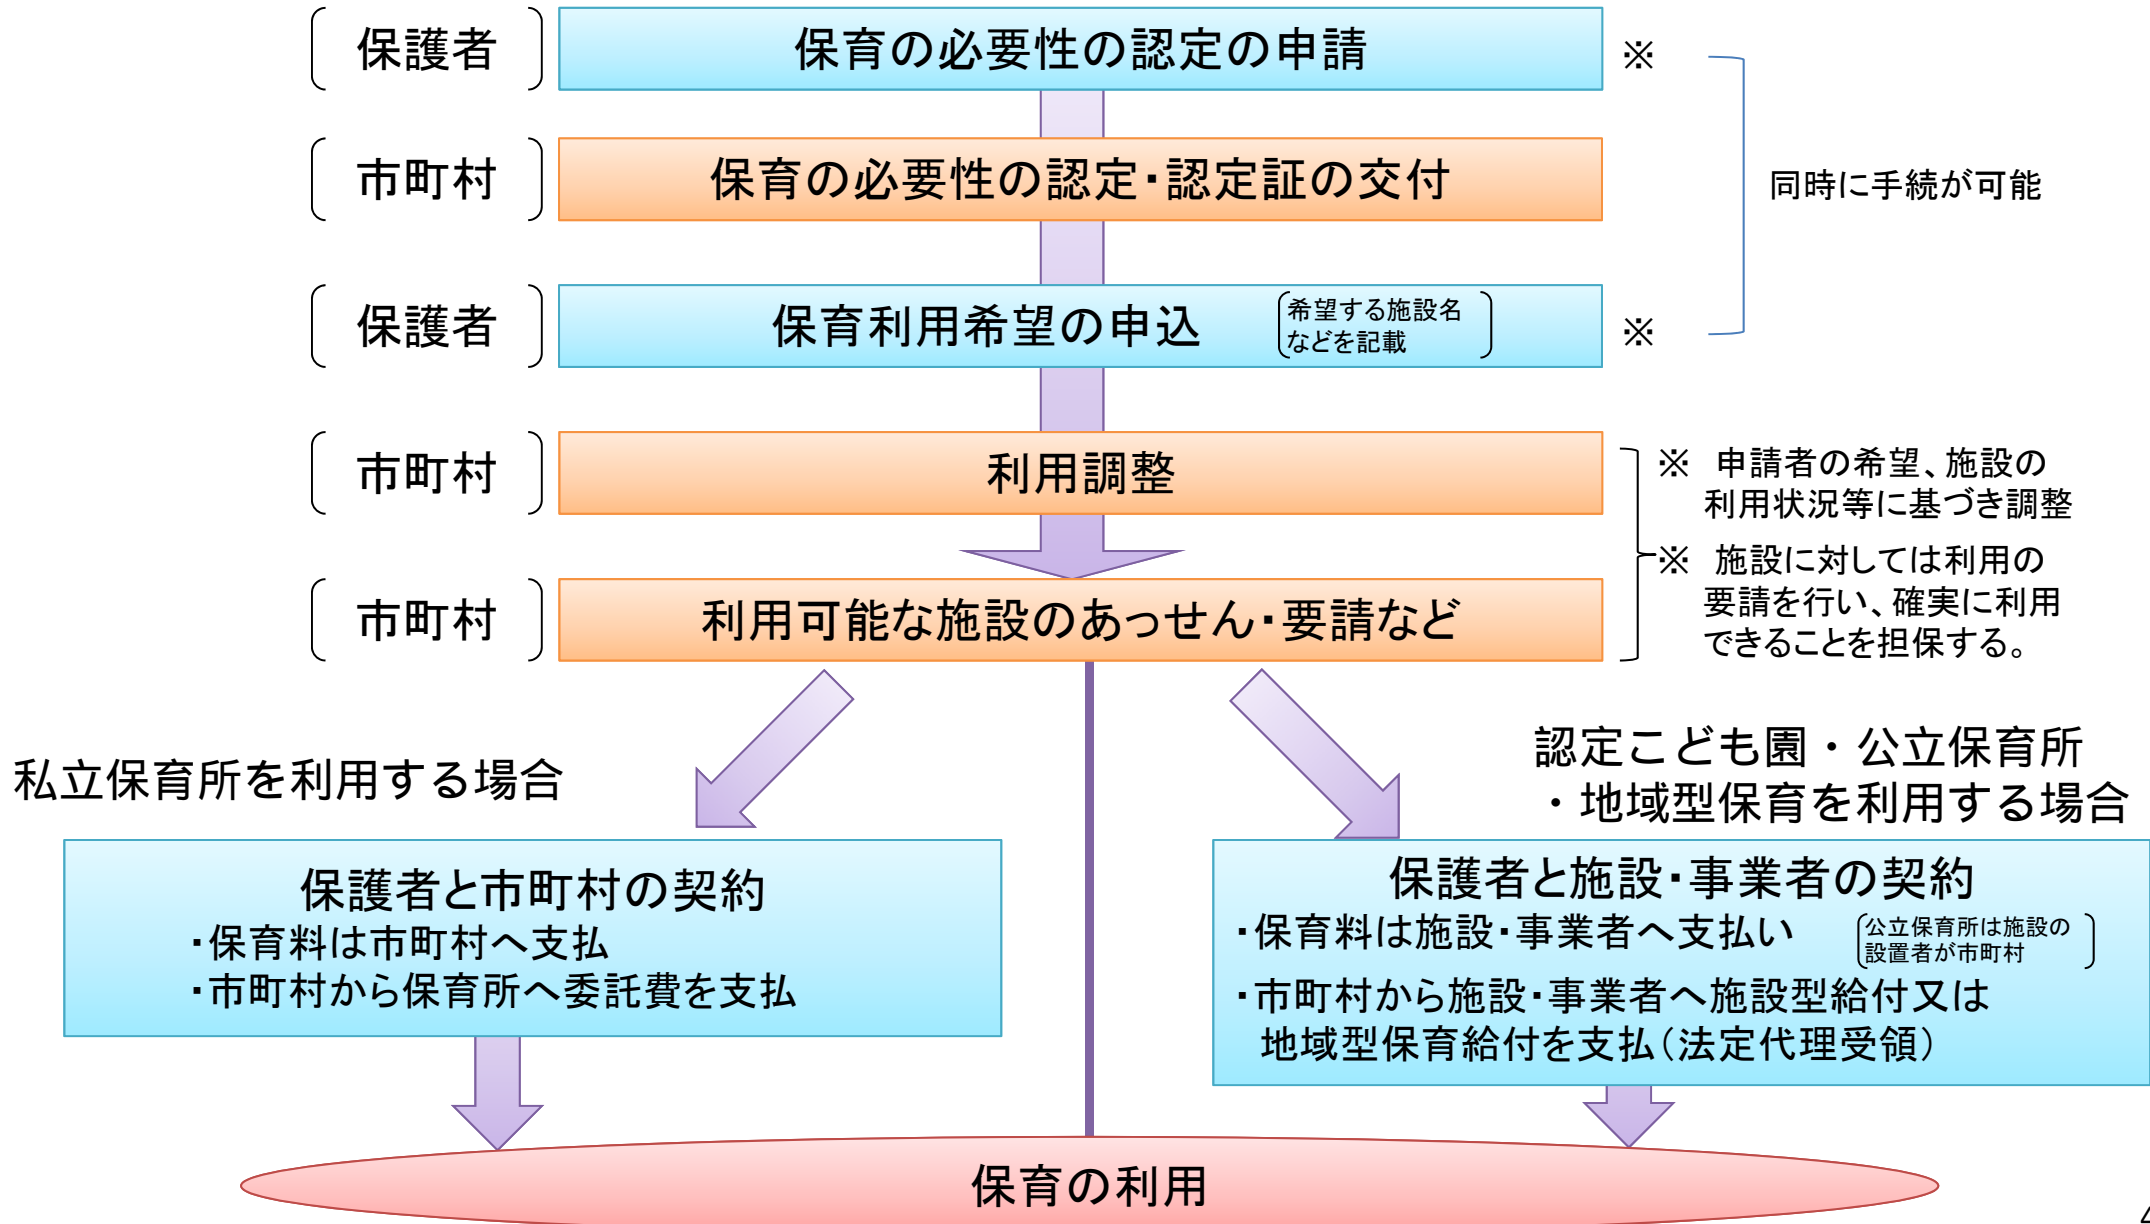 保護者
保育の必要性の認定の申請
※
市町村
保育の必要性の認定・認定証の交付
同時に手続が可能
保護者
保育利用希望の申込
希望する施設名
などを記載
※
市町村
利用調整
※ 申請者の希望、施設の
利用状況等に基づき調整
市町村
利用可能な施設のあっせん・要請など
※ 施設に対しては利用の
要請を行い、確実に利用
できることを担保する。
私立保育所を利用する場合
認定こども園・公立保育所
・地域型保育を利用する場合
保護者と市町村の契約
・保育料は市町村へ支払
・市町村から保育所へ委託費を支払
保護者と施設・事業者の契約
・保育料は施設・事業者へ支払い
公立保育所は施設の
設置者が市町村
・市町村から施設・事業者へ施設型給付又は
地域型保育給付を支払(法定代理受領)
保育の利用